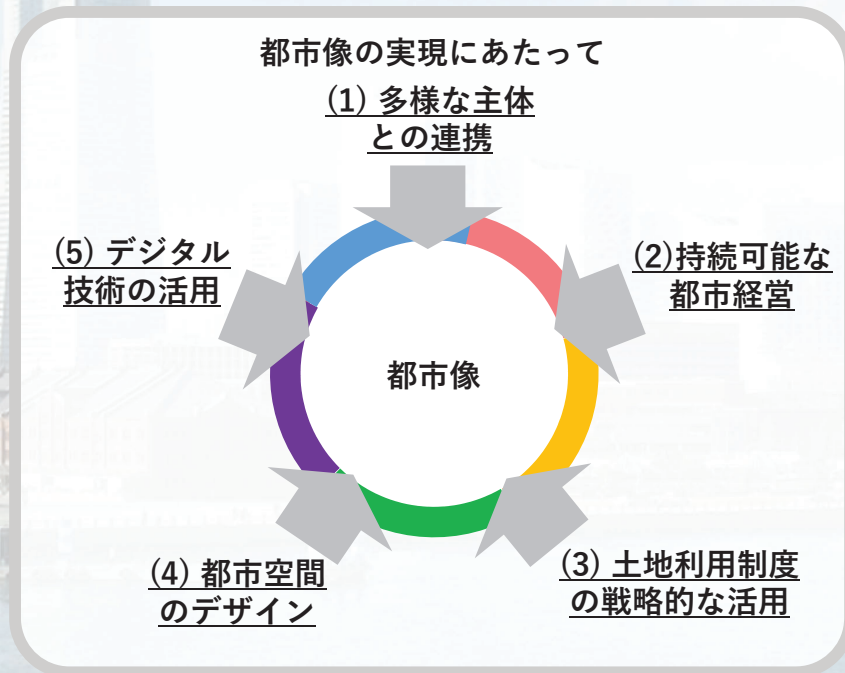 都市像の実現にあたって
(1) 多様な主体
との連携
(5) デジタル
技術の活用
(2)持続可能な
都市経営
都市像
(4) 都市空間
のデザイン
(3) 土地利用制度
の戦略的な活用